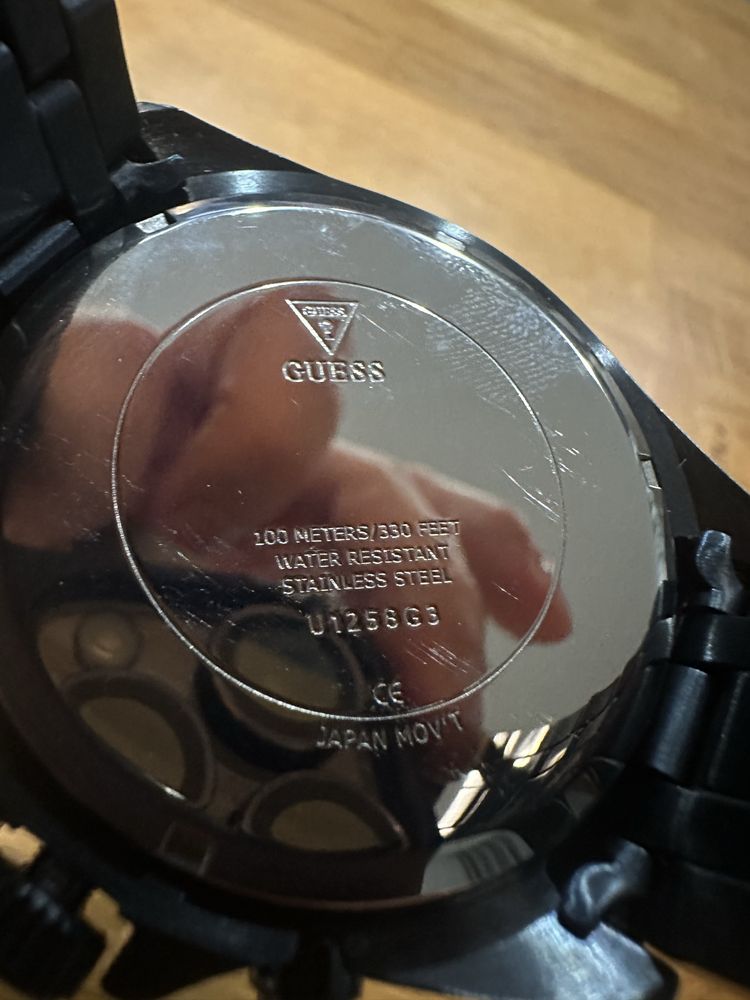 GUESS
?
GUESS
100 METERS/330 FEET
WATER RESISTANT
STAINLESS STEEL
U1258G3
CE
JAPAN MOV'T